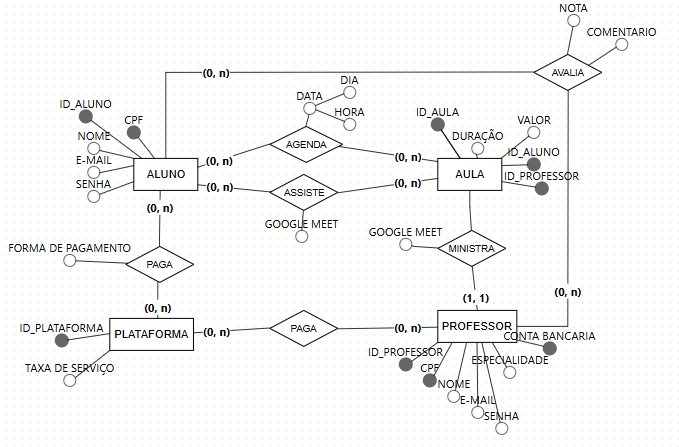 NOTA
COMENTARIO
AVALIA
(0, n)
DIA
DATA
HORA
ID_ALUNO
CPF
NOME
E-MAIL
SENHA
ALUNO
(0, n)
AGENDA
(0, n)
ID_AULA
DURAÇÃO
VALOR
ID_ALUNO
ID_PROFESSOR
AULA
(0, n)
ASSISTE
(0, n)
GOOGLE MEET
(0, n)
GOOGLE MEET
MINISTRA
FORMA DE PAGAMENTO
PAGA
(0, n)
(1, 1)
(0, n)
ID_PLATAFORMA
PLATAFORMA
(0, n)
PAGA
(0, n)
PROFESSOR
TAXA DE SERVIÇO
CONTA BANCARIA
ID_PROFESSOR
ESPECIALIDADE
CPF
NOME
E-MAIL
SENHA